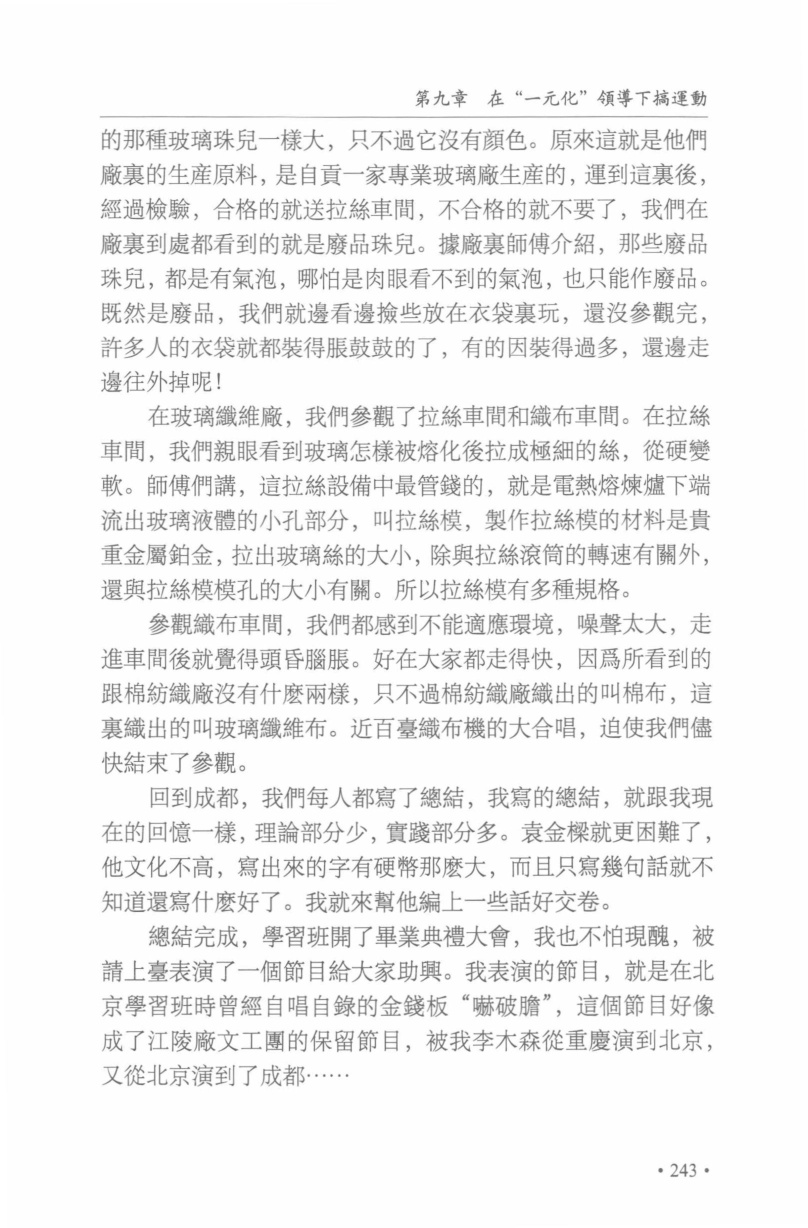 第九章　在“一元化”領導下搞運動
的那種玻璃珠兒一樣大，只不過它沒有顏色。原來這就是他們
廠裏的生産原料，是自貢一家專業玻璃廠生産的，運到這裏後，
經過檢驗，合格的就送拉絲車間，不合格的就不要了，我們在
廠裏到處都看到的就是廢品珠兒。據廠裏師傅介紹，那些廢品
珠兒，都是有氣泡，哪怕是肉眼看不到的氣泡，也只能作廢品。
既然是廢品，我們就邊看邊撿些放在衣袋裏玩，還沒參觀完，
許多人的衣袋就都裝得脹鼓鼓的了，有的因裝得過多，還邊走
邊往外掉呢！
在玻璃纖維廠，我們參觀了拉絲車間和織布車間。在拉絲
車間，我們親眼看到玻璃怎樣被熔化後拉成極細的絲，從硬變
軟。師傅們講，這拉絲設備中最管錢的，就是電熱熔煉爐下端
流出玻璃液體的小孔部分，叫拉絲模，製作拉絲模的材料是貴
重金屬鉑金，拉出玻璃絲的大小，除與拉絲滾筒的轉速有關外，
還與拉絲模模孔的大小有關。所以拉絲模有多種規格。
參觀織布車間，我們都感到不能適應環境，噪聲太大，走
進車間後就覺得頭昏腦脹。好在大家都走得快，因爲所看到的
跟棉紡織廠沒有什麽兩樣，只不過棉紡織廠織出的叫棉布，這
裏織出的叫玻璃纖維布。近百臺織布機的大合唱，迫使我們儘
快結束了參觀。
回到成都，我們每人都寫了總結，我寫的總結，就跟我現
在的回憶一樣，理論部分少，實踐部分多。袁金樑就更困難了，
他文化不高，寫出來的字有硬幣那麽大，而且只寫幾句話就不
知道還寫什麽好了。我就來幫他編上一些話好交卷。
總結完成，學習班開了畢業典禮大會，我也不怕現醜，被
請上臺表演了一個節目給大家助興。我表演的節目，就是在北
京學習班時曾經自唱自錄的金錢板“嚇破膽”，這個節目好像
成了江陵廠文工團的保留節目，被我李木森從重慶演到北京，
又從北京演到了成都……
·243·